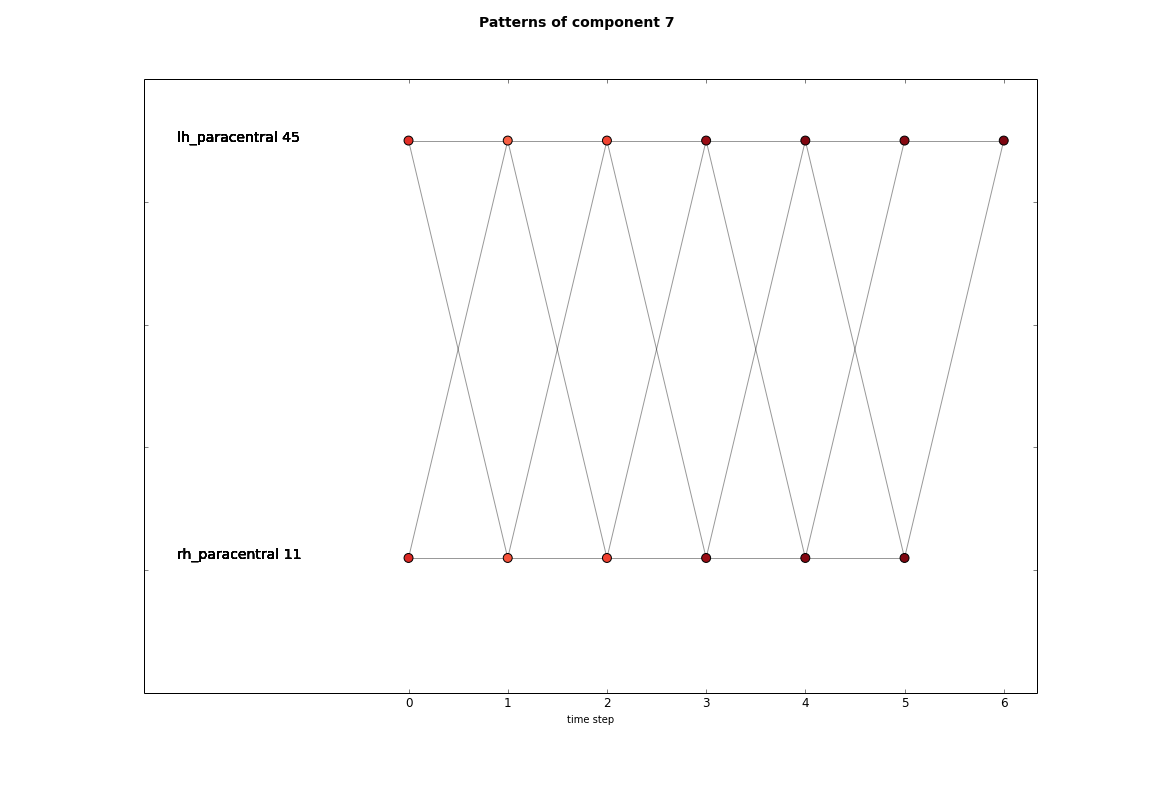 Patterns of component 7
lh_paracentral 45
rh_paracentral 11
0 1 2 3 4 5 6
time step